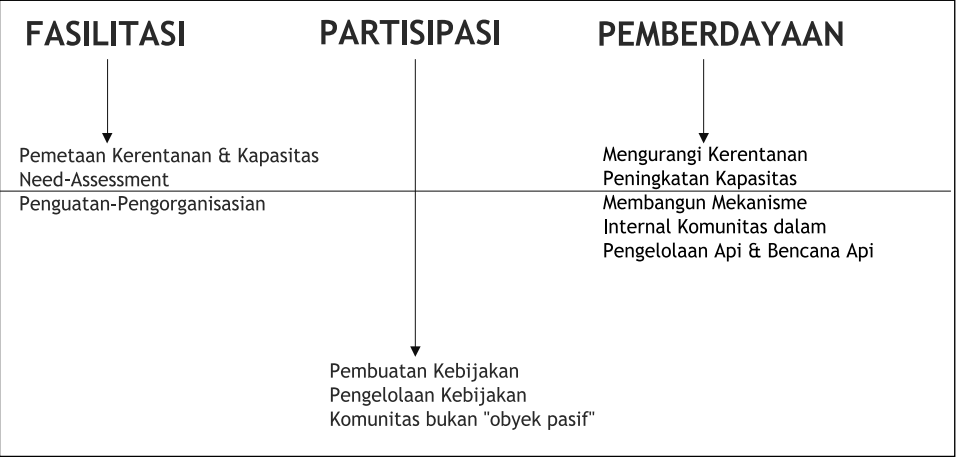 FASILITASI
PARTISIPASI
PEMBERDAYAAN
Pemetaan Kerentanan & Kapasitas
Need-Assessment
Penguatan-Pengorganisasian
Mengurangi Kerentanan
Peningkatan Kapasitas
Membangun Mekanisme
Internal Komunitas dalam
Pengelolaan Api & Bencana Api
Pembuatan Kebijakan
Pengelolaan Kebijakan
Komunitas bukan "obyek pasif"